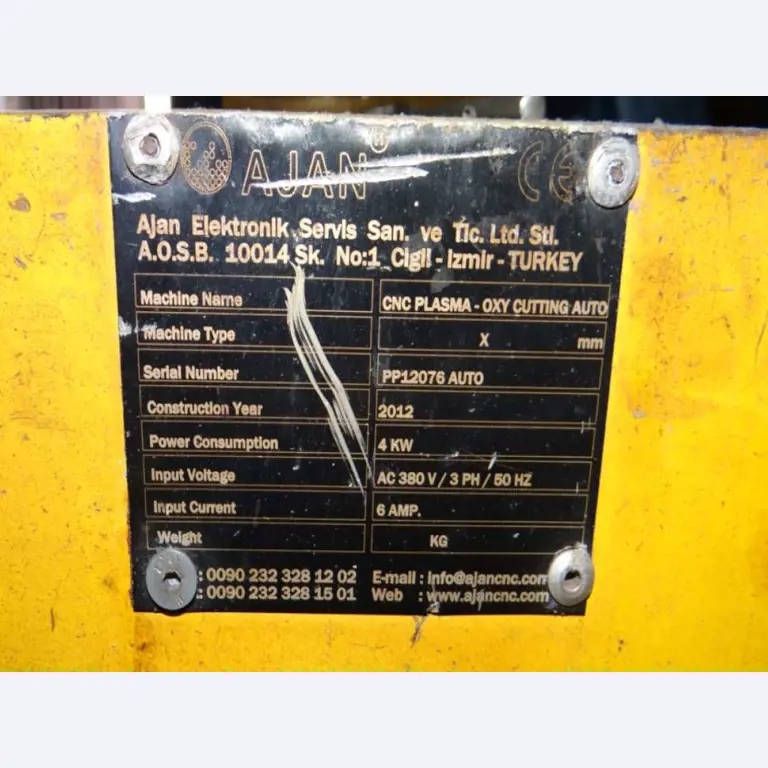 AJAN®
CE
Ajan Elektronik Servis San. ve Tic. Ltd. Sti.
A.O.S.B. 10014 Sk. No:1 Cigli - Izmir - TURKEY
Machine Name CNC PLASMA - OXY CUTTING AUTO
Machine Type X mm
Serial Number PP12076 AUTO
Construction Year 2012
Power Consumption 4 KW
Input Voltage AC 380 V / 3 PH / 50 HZ
Input Current 6 AMP.
Weight KG
: 0090 232 328 12 02 E-mail : info@ajancnc.com
: 0090 232 328 15 01 Web : www.ajancnc.com